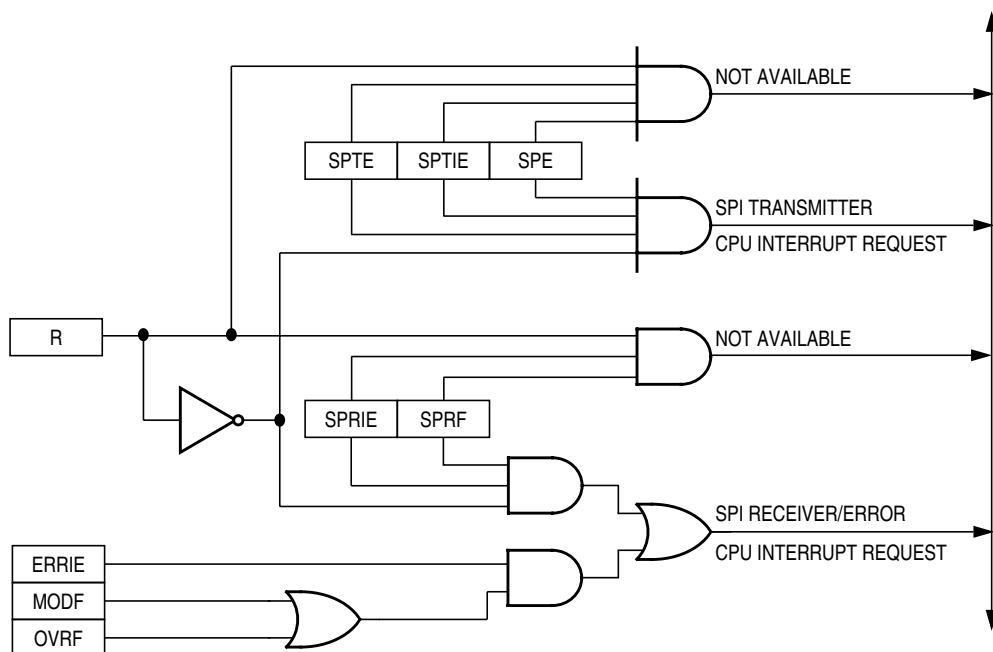 NOT AVAILABLE
SPTE SPTIE SPE
SPI TRANSMITTER
CPU INTERRUPT REQUEST
R
NOT AVAILABLE
SPRIE SPRF
SPI RECEIVER/ERROR
CPU INTERRUPT REQUEST
ERRIE
MODF
OVRF